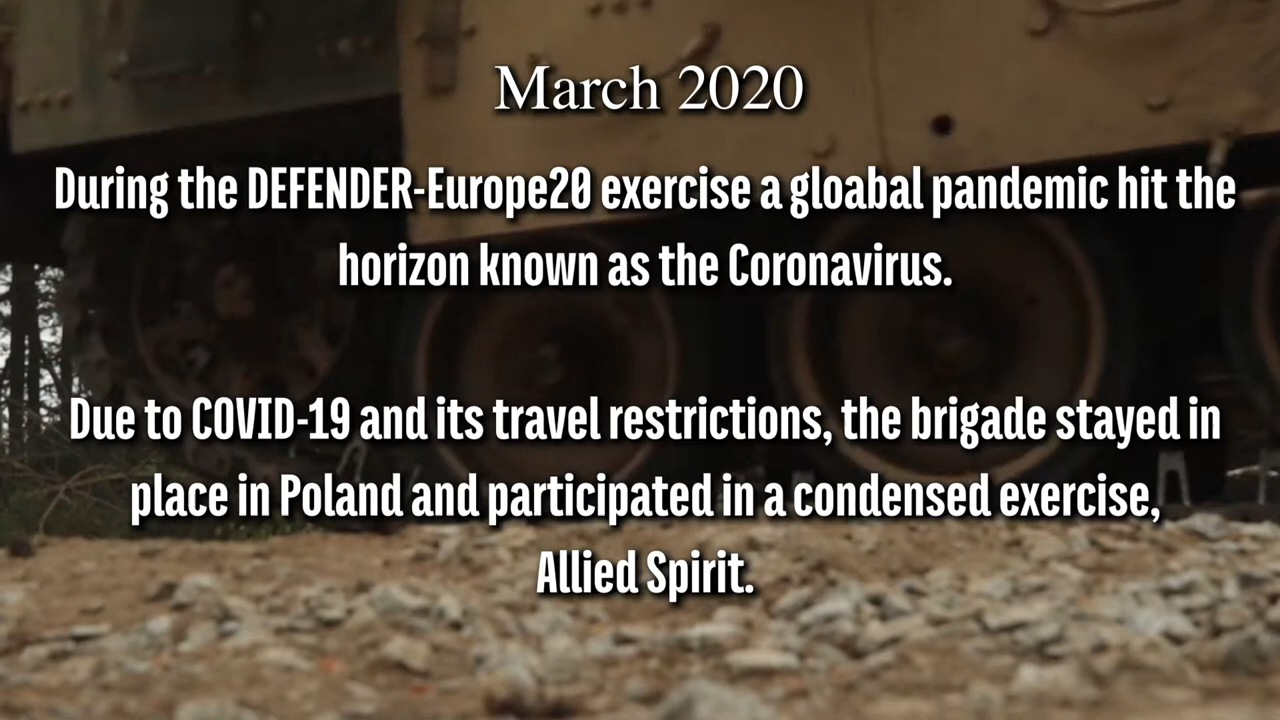 March 2020
During the DEFENDER-Europe20 exercise a gloabal pandemic hit the
horizon known as the Coronavirus.
Due to COVID-19 and its travel restrictions, the brigade stayed in
place in Poland and participated in a condensed exercise,
Allied Spirit.